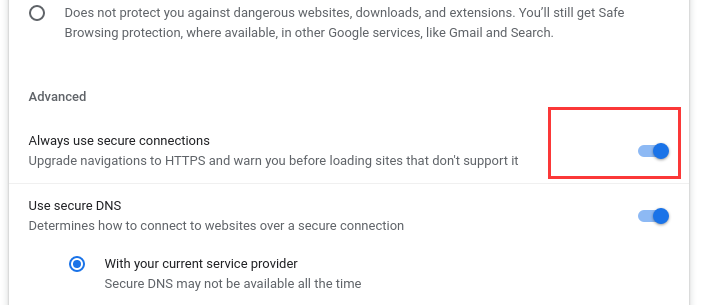 Does not protect you against dangerous websites, downloads, and extensions. You’ll still get Safe
Browsing protection, where available, in other Google services, like Gmail and Search.
Advanced
Always use secure connections
Upgrade navigations to HTTPS and warn you before loading sites that don't support it
Use secure DNS
Determines how to connect to websites over a secure connection
With your current service provider
Secure DNS may not be available all the time